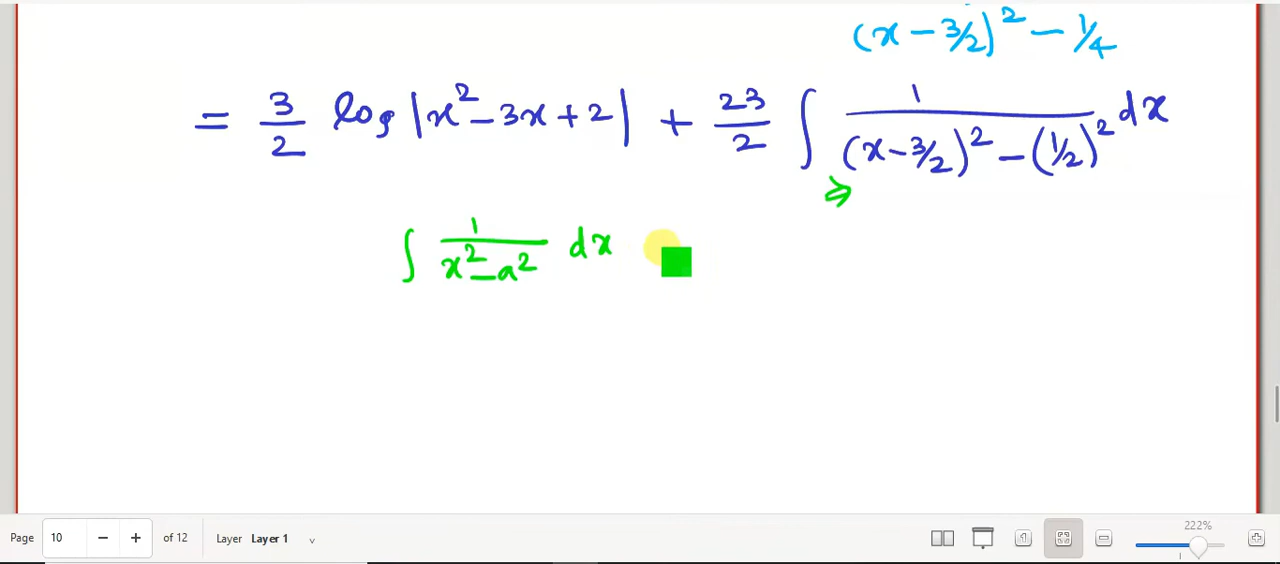 (x - 3/2)² - 1/4
= 3/2 log|x² - 3x + 2| + 23/2 ∫ 1/((x - 3/2)² - (1/2)²) dx
⇒
∫ 1/(x² - a²) dx
Page 10 of 12 Layer Layer 1 222%